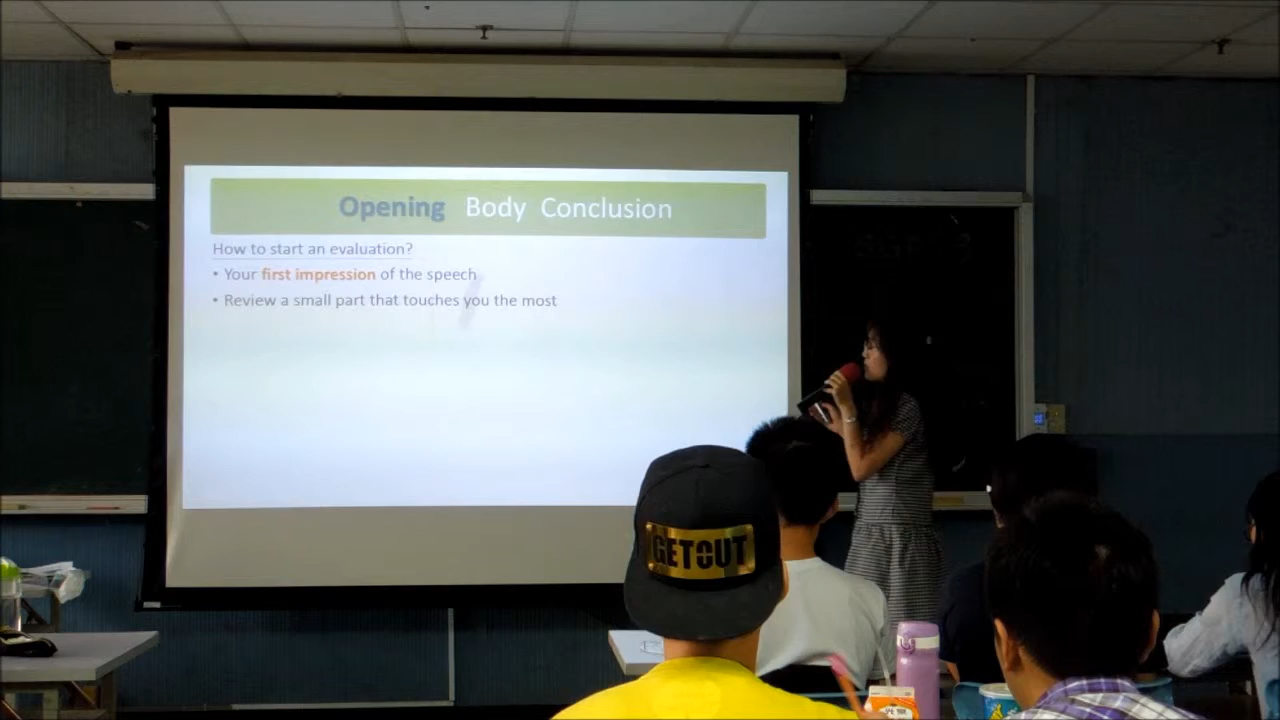 Opening Body Conclusion
How to start an evaluation?
• Your first impression of the speech
• Review a small part that touches you the most
GETOUT